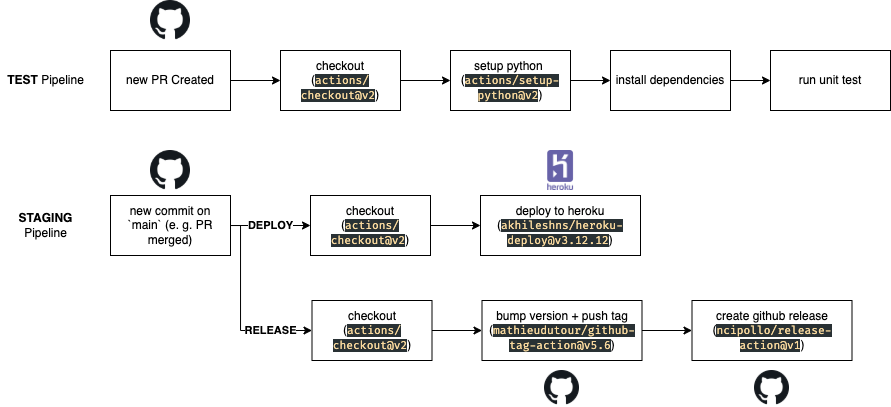 TEST Pipeline
new PR Created
checkout
(actions/
checkout@v2)
setup python
(actions/setup-
python@v2)
install dependencies
run unit test
STAGING
Pipeline
new commit on
`main` (e. g. PR
merged)
DEPLOY
checkout
(actions/
checkout@v2)
heroku
deploy to heroku
(akhileshns/heroku-
deploy@v3.12.12)
RELEASE
checkout
(actions/
checkout@v2)
bump version + push tag
(mathieudutour/github-
tag-action@v5.6)
create github release
(ncipollo/release-
action@v1)